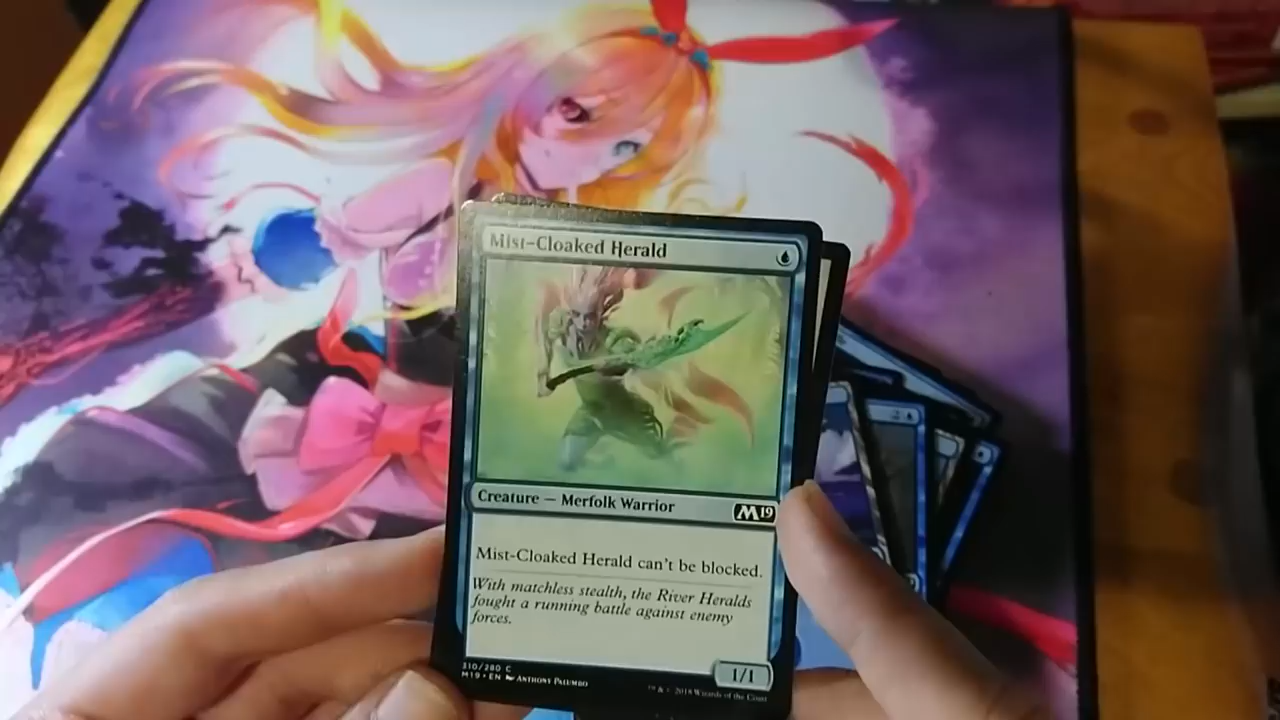 Mist-Cloaked Herald
Creature — Merfolk Warrior
M19
Mist-Cloaked Herald can't be blocked.
With matchless stealth, the River Heralds
fought a running battle against enemy
forces.
1/1
310/280 C
M19 • EN Anthony Palumbo
™ & © 2018 Wizards of the Coast